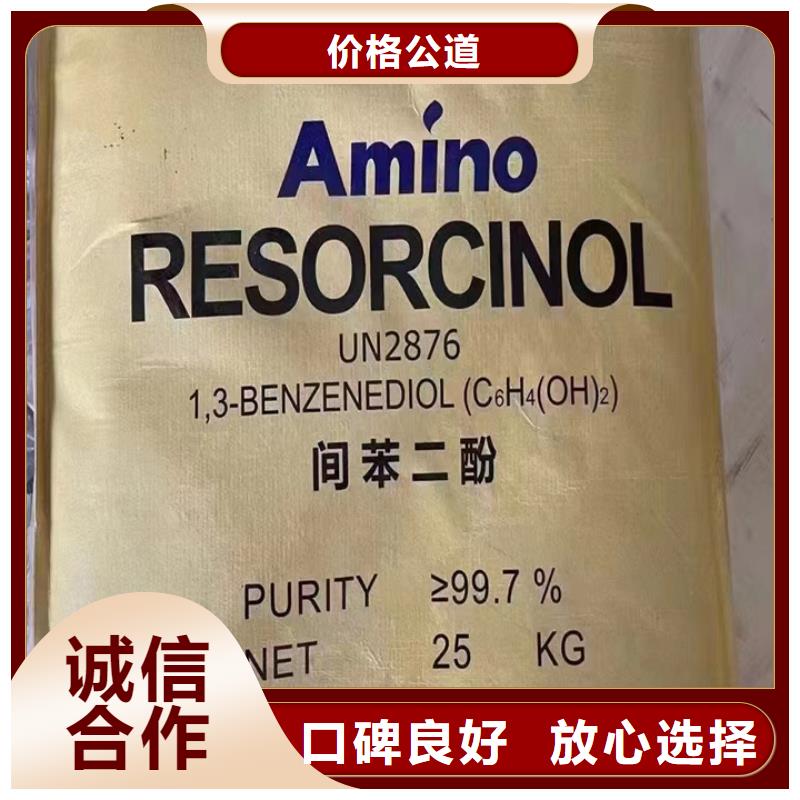 价格公道
Amino
RESORCINOL
UN2876
1,3-BENZENEDIOL (C₆H₄(OH)₂)
间苯二酚
PURITY ≥99.7 %
NET 25 KG
诚信
合作
口碑良好 放心选择